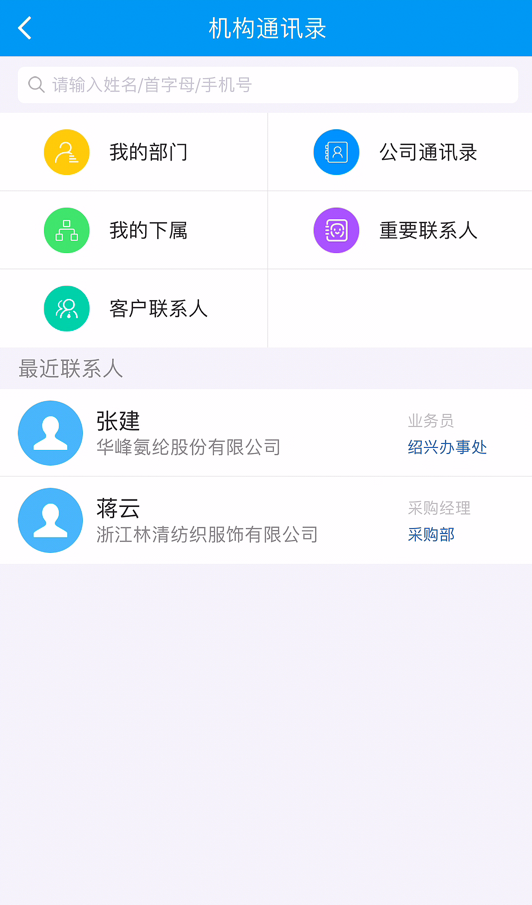 机构通讯录
请输入姓名/首字母/手机号
我的部门
公司通讯录
我的下属
重要联系人
客户联系人
最近联系人
张建
业务员
华峰氨纶股份有限公司
绍兴办事处
蒋云
采购经理
浙江林清纺织服饰有限公司
采购部